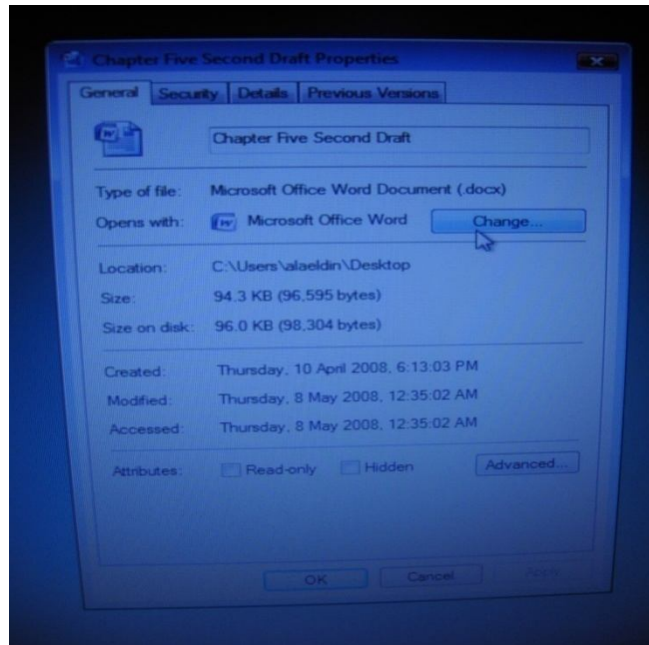 Chapter Five Second Draft Properties
General Security Details Previous Versions
Chapter Five Second Draft
Type of file: Microsoft Office Word Document (.docx)
Opens with: Microsoft Office Word Change...
Location: C:\Users\alaeldin\Desktop
Size: 94.3 KB (96,595 bytes)
Size on disk: 96.0 KB (98,304 bytes)
Created: Thursday, 10 April 2008, 6:13:03 PM
Modified: Thursday, 8 May 2008, 12:35:02 AM
Accessed: Thursday, 8 May 2008, 12:35:02 AM
Attributes: Read-only Hidden Advanced...
OK Cancel Apply